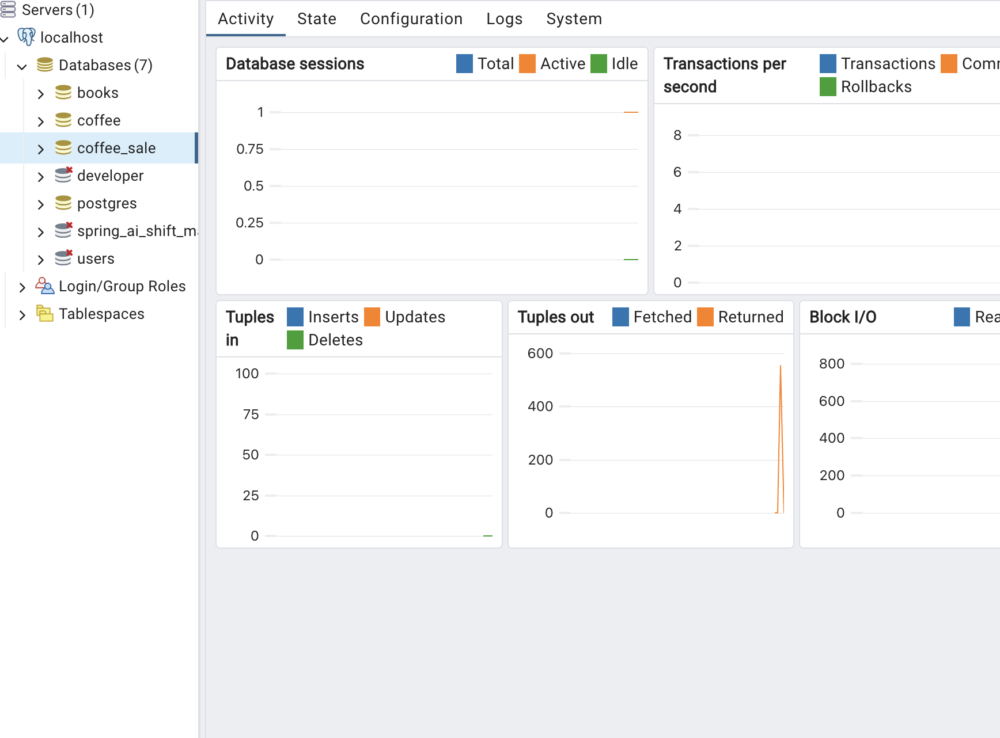 Servers (1)
localhost
Databases (7)
books
coffee
coffee_sale
developer
postgres
spring_ai_shift_m
users
Login/Group Roles
Tablespaces
Activity State Configuration Logs System
Database sessions Total Active Idle
1
0.75
0.5
0.25
0
Transactions per second Transactions Com
Rollbacks
8
6
4
2
0
Tuples in Inserts Updates
Deletes
100
75
50
25
0
Tuples out Fetched Returned
600
400
200
0
Block I/O Rea
800
600
400
200
0